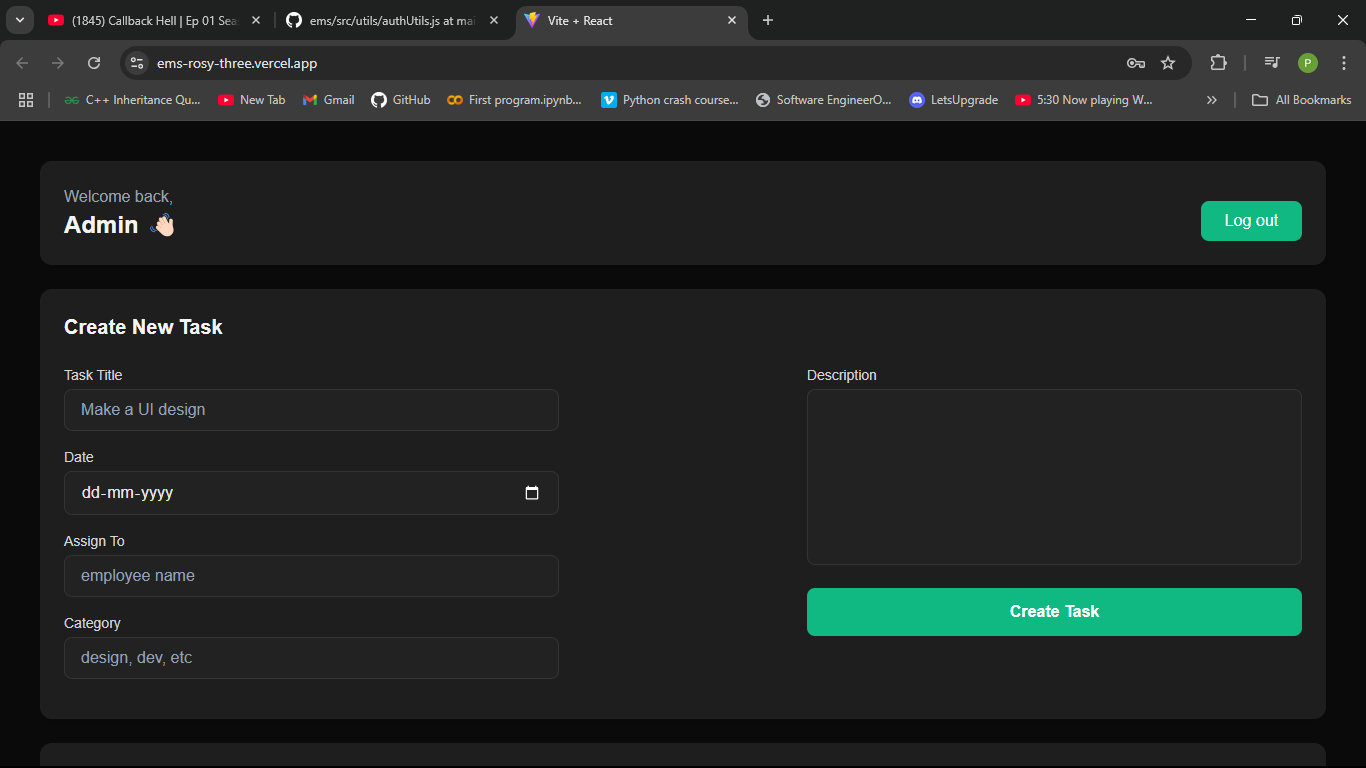 (1845) Callback Hell | Ep 01 Sea
ems/src/utils/authUtils.js at mai
Vite + React
ems-rosy-three.vercel.app
P
C++ Inheritance Qu...
New Tab
Gmail
GitHub
First program.ipynb...
Python crash course...
Software EngineerO...
LetsUpgrade
5:30 Now playing W...
All Bookmarks
Welcome back,
Admin 👋🏻
Log out
Create New Task
Task Title
Make a UI design
Date
dd-mm-yyyy
Assign To
employee name
Category
design, dev, etc
Description
Create Task